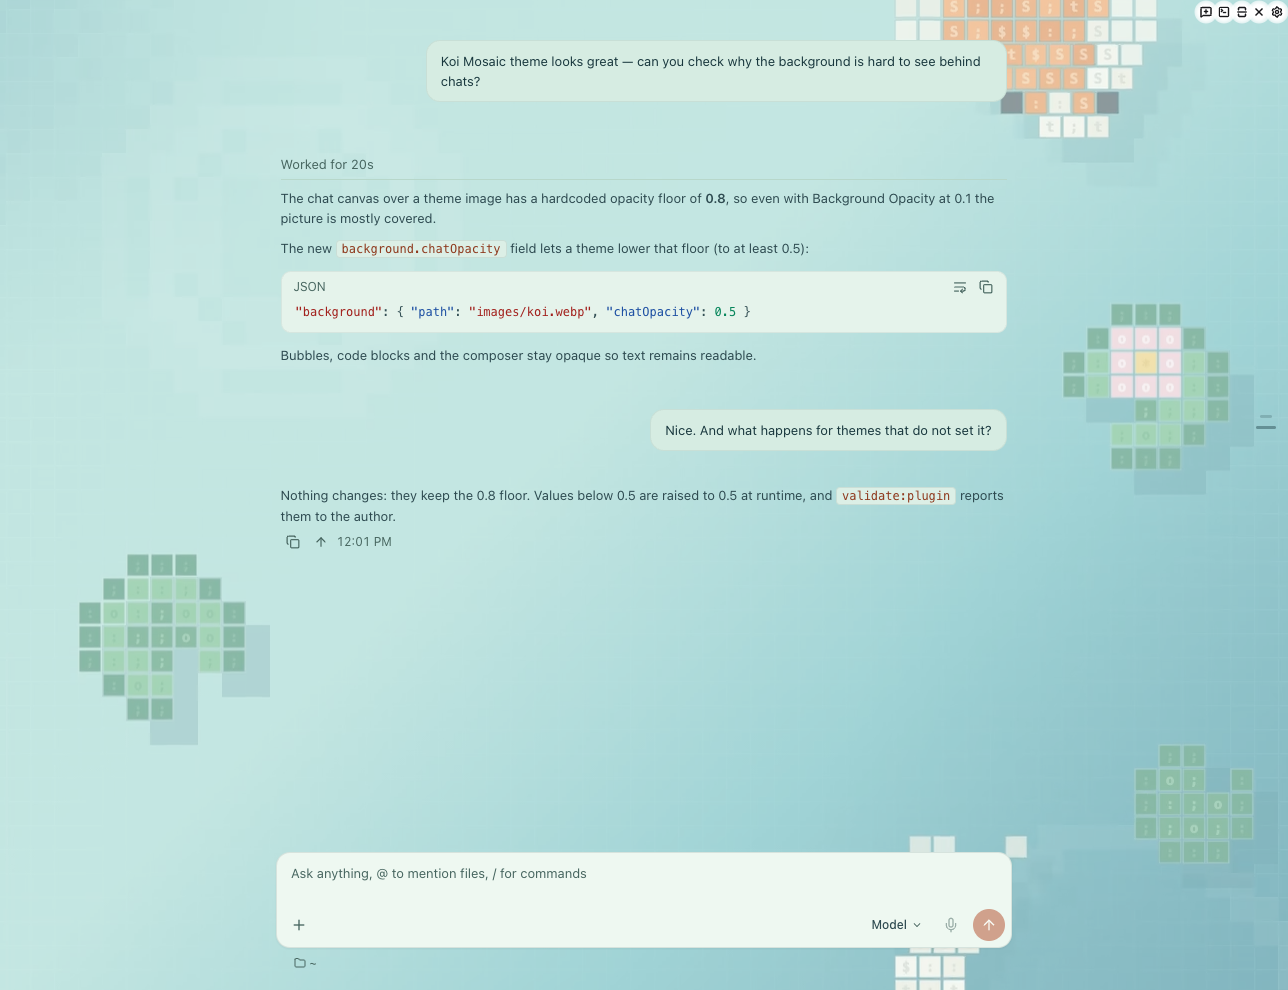 Koi Mosaic theme looks great — can you check why the background is hard to see behind
chats?
Worked for 20s
The chat canvas over a theme image has a hardcoded opacity floor of 0.8, so even with Background Opacity at 0.1 the
picture is mostly covered.
The new background.chatOpacity field lets a theme lower that floor (to at least 0.5):
JSON
"background": { "path": "images/koi.webp", "chatOpacity": 0.5 }
Bubbles, code blocks and the composer stay opaque so text remains readable.
Nice. And what happens for themes that do not set it?
Nothing changes: they keep the 0.8 floor. Values below 0.5 are raised to 0.5 at runtime, and validate:plugin reports
them to the author.
12:01 PM
Ask anything, @ to mention files, / for commands
Model
~